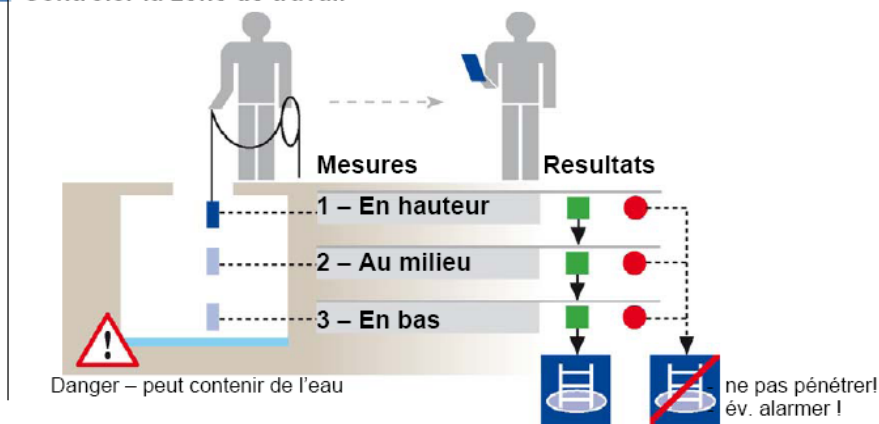 Contrôler la zone de travail
Mesures Resultats
1 – En hauteur
2 – Au milieu
3 – En bas
Danger – peut contenir de l'eau
ne pas pénétrer!
év. alarmer !